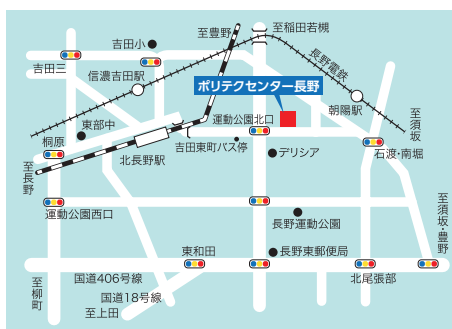 至稲田若槻
至豊野
吉田小
吉田三
長野電鉄
信濃吉田駅
ポリテクセンター長野
朝陽駅
東部中
運動公園北口
至須坂
桐原
吉田東町バス停
北長野駅
デリシア
石渡・南堀
至長野
運動公園西口
長野運動公園
至須坂・豊野
東和田
長野東郵便局
国道406号線
北尾張部
至柳町
国道18号線
至上田